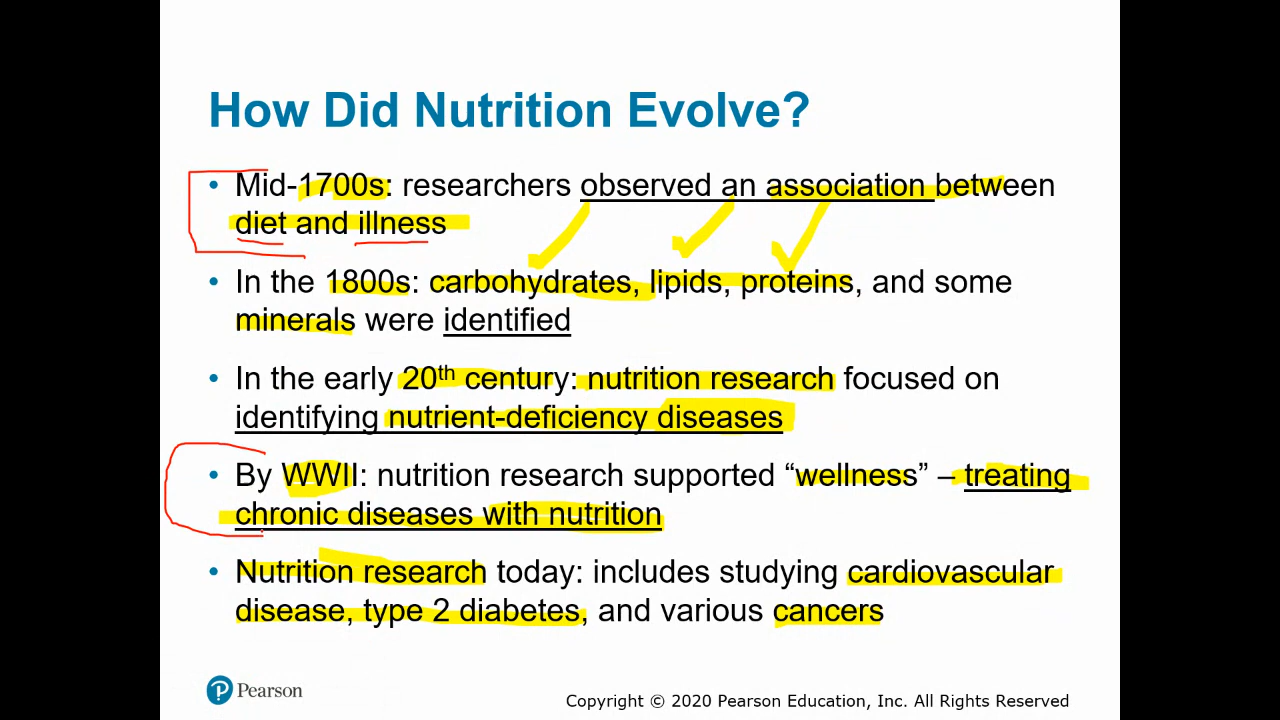 How Did Nutrition Evolve?
• Mid-1700s: researchers observed an association between
diet and illness
• In the 1800s: carbohydrates, lipids, proteins, and some
minerals were identified
• In the early 20th century: nutrition research focused on
identifying nutrient-deficiency diseases
• By WWII: nutrition research supported “wellness” – treating
chronic diseases with nutrition
• Nutrition research today: includes studying cardiovascular
disease, type 2 diabetes, and various cancers
Pearson
Copyright © 2020 Pearson Education, Inc. All Rights Reserved